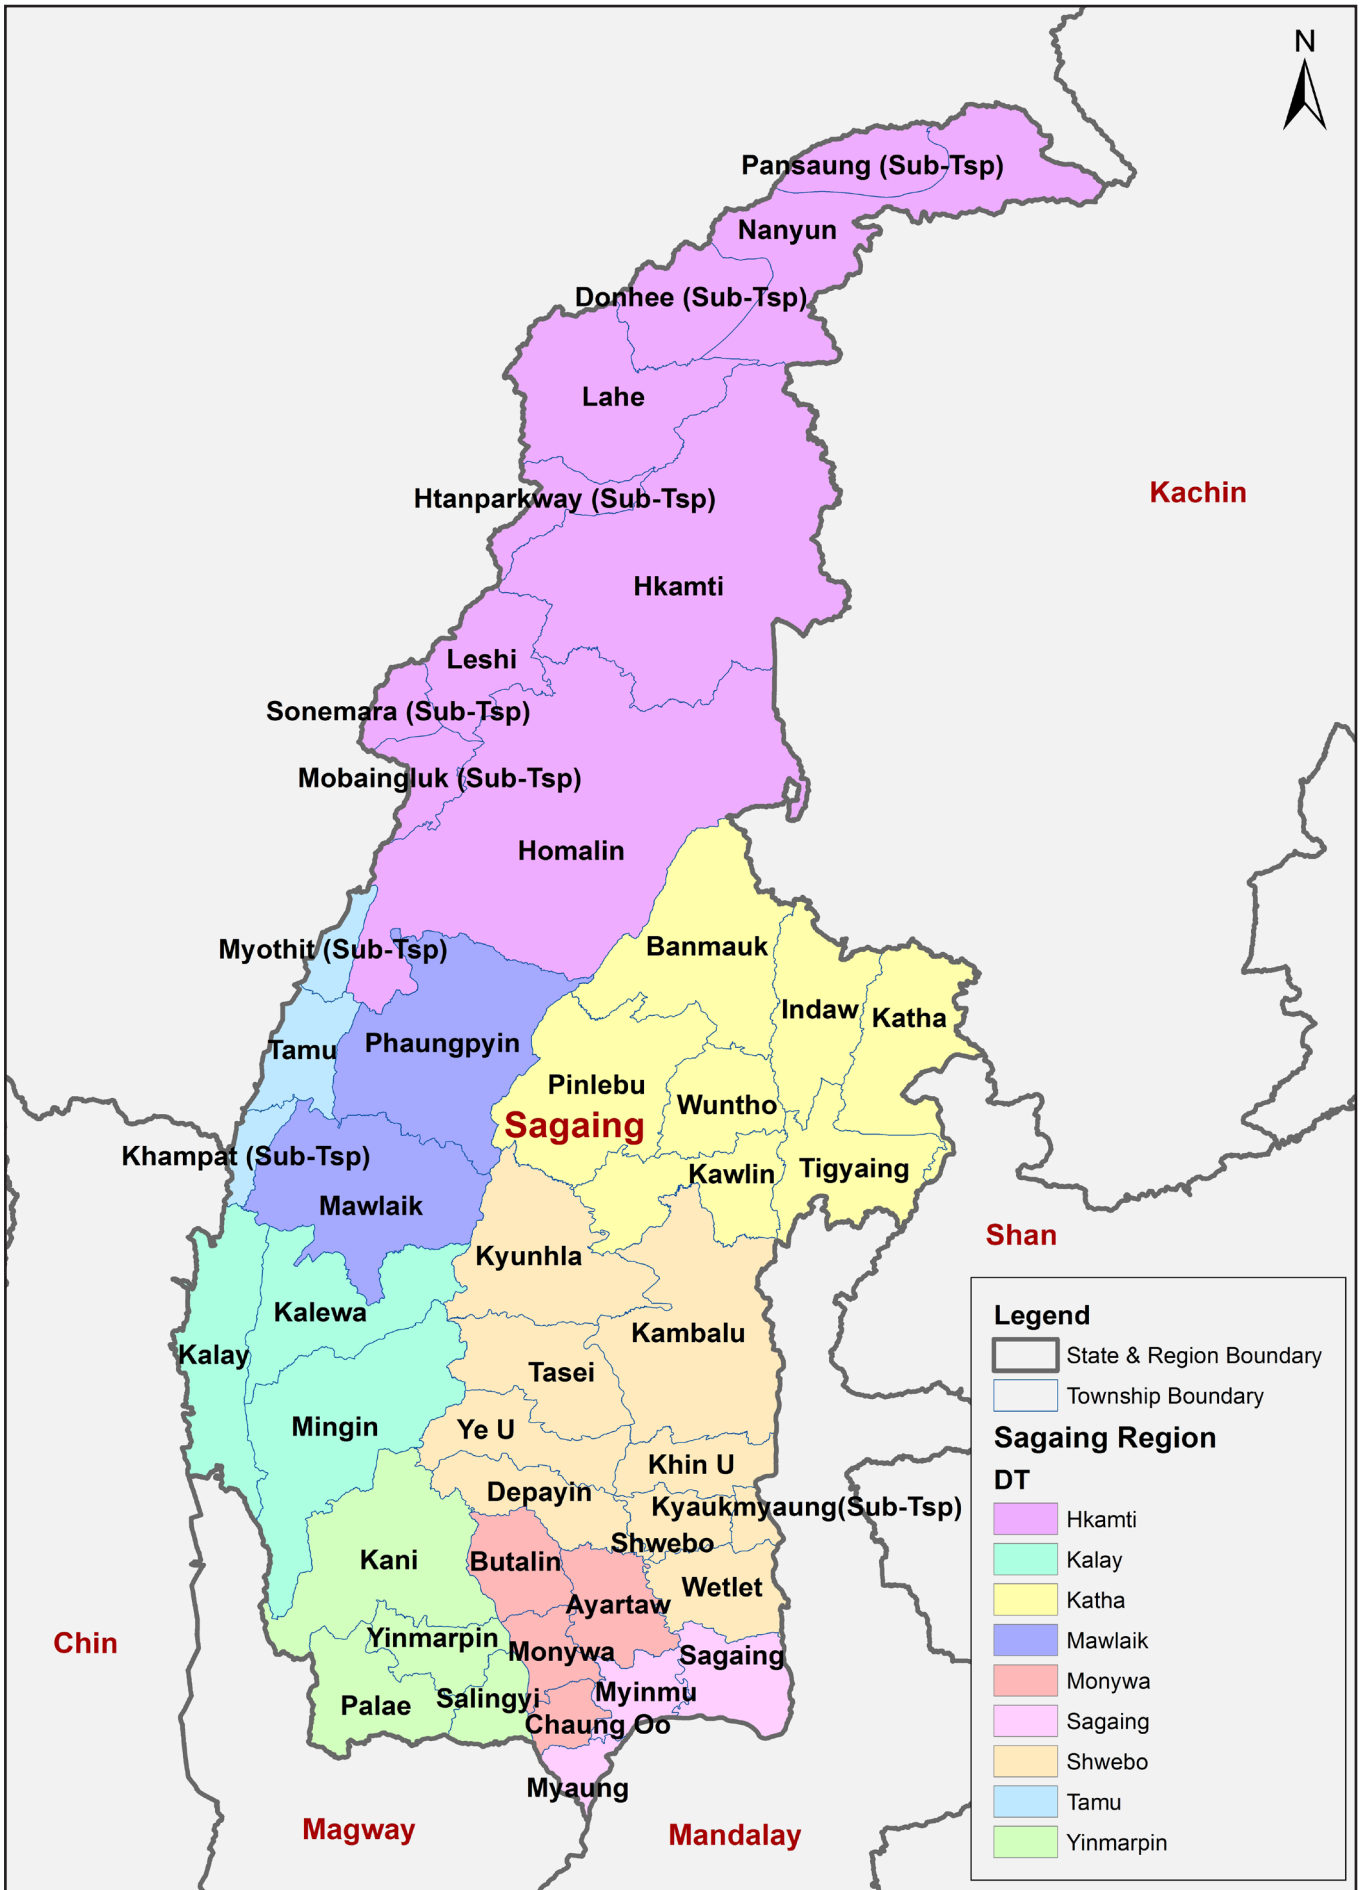 N
Pansaung (Sub-Tsp)
Nanyun
Donhee (Sub-Tsp)
Lahe
Kachin
Htanparkway (Sub-Tsp)
Hkamti
Leshi
Sonemara (Sub-Tsp)
Mobaingluk (Sub-Tsp)
Homalin
Myothit (Sub-Tsp)
Banmauk
Indaw
Katha
Tamu
Phaungpyin
Pinlebu
Wuntho
Sagaing
Khampat (Sub-Tsp)
Kawlin
Tigyaing
Mawlaik
Shan
Kyunhla
Kalewa
Kambalu
Kalay
Tasei
Mingin
Ye U
Khin U
Depayin
Kyaukmyaung(Sub-Tsp)
Shwebo
Kani
Butalin
Wetlet
Ayartaw
Chin
Yinmarpin
Monywa
Sagaing
Palae
Salingyi
Myinmu
Chaung Oo
Myaung
Magway
Mandalay
Legend
State & Region Boundary
Township Boundary
Sagaing Region
DT
Hkamti
Kalay
Katha
Mawlaik
Monywa
Sagaing
Shwebo
Tamu
Yinmarpin